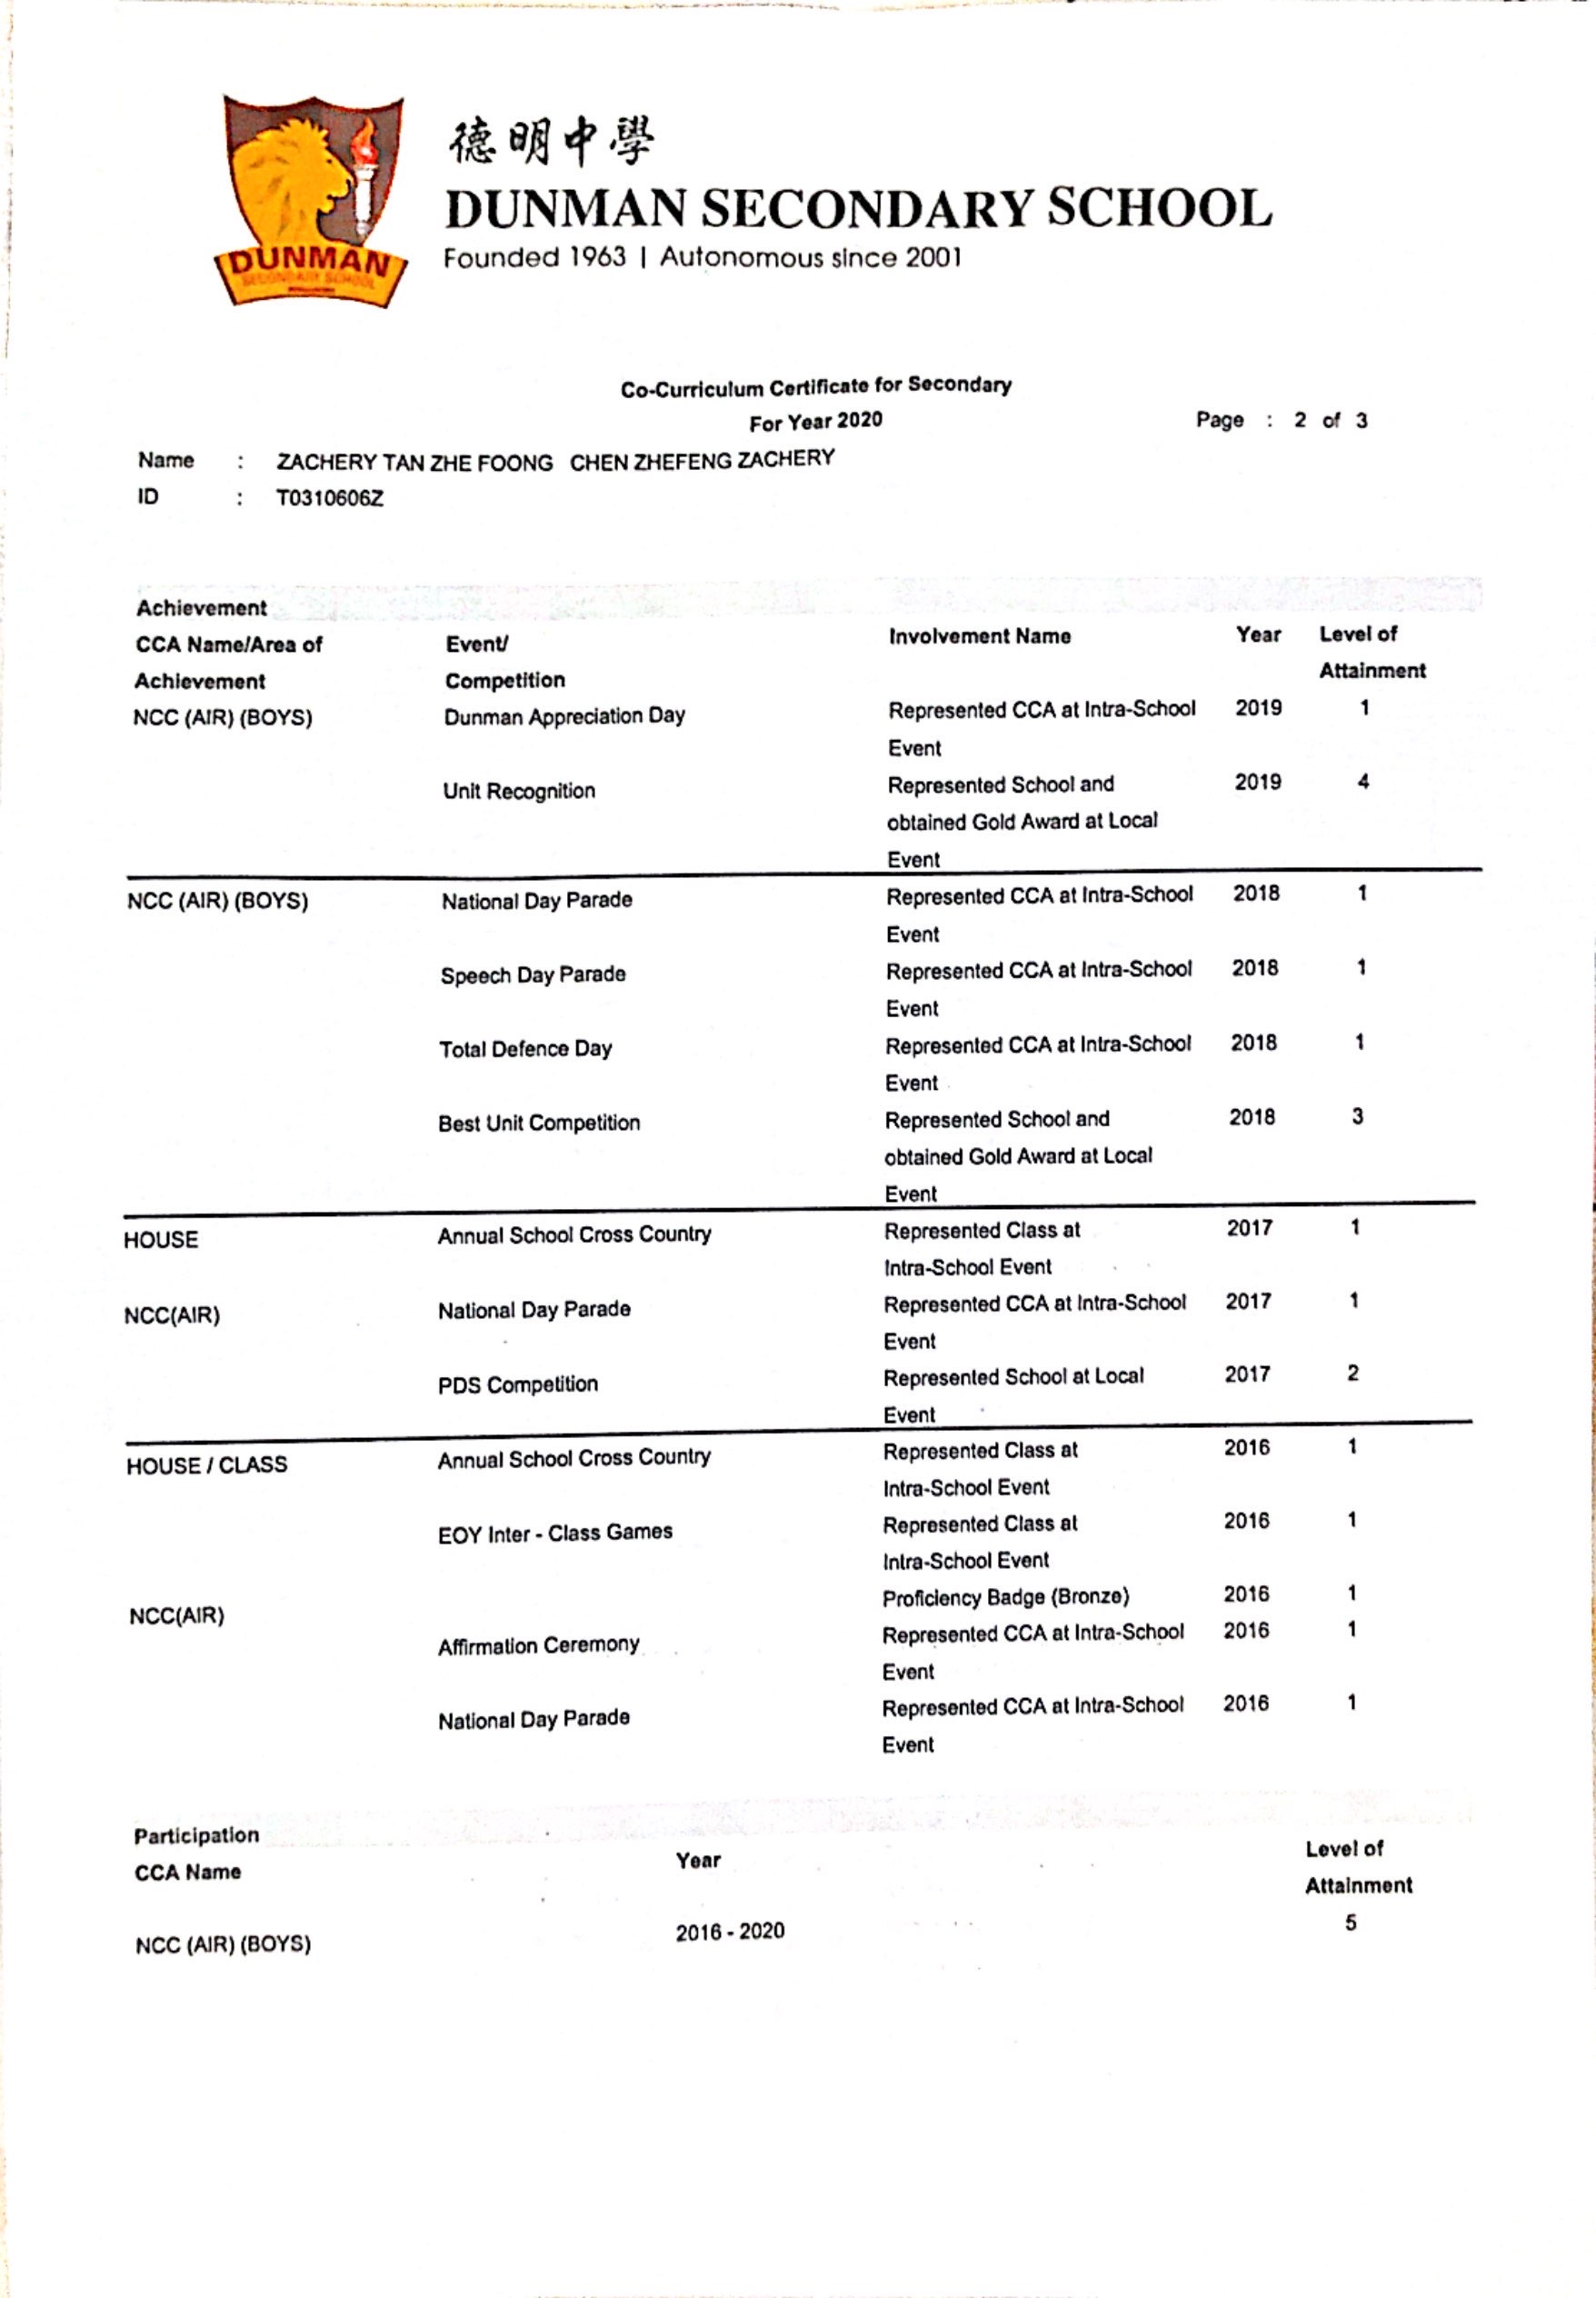 德明中學
DUNMAN SECONDARY SCHOOL
Founded 1963 | Autonomous since 2001
DUNMAN
SECONDARY SCHOOL
Co-Curriculum Certificate for Secondary
For Year 2020
Page : 2 of 3
Name : ZACHERY TAN ZHE FOONG CHEN ZHEFENG ZACHERY
ID : T0310606Z
Achievement
CCA Name/Area of Event/ Involvement Name Year Level of
Achievement Competition Attainment
NCC (AIR) (BOYS) Dunman Appreciation Day Represented CCA at Intra-School 2019 1
Event
Unit Recognition Represented School and 2019 4
obtained Gold Award at Local
Event
NCC (AIR) (BOYS) National Day Parade Represented CCA at Intra-School 2018 1
Event
Speech Day Parade Represented CCA at Intra-School 2018 1
Event
Total Defence Day Represented CCA at Intra-School 2018 1
Event
Best Unit Competition Represented School and 2018 3
obtained Gold Award at Local
Event
HOUSE Annual School Cross Country Represented Class at 2017 1
Intra-School Event
NCC(AIR) National Day Parade Represented CCA at Intra-School 2017 1
Event
PDS Competition Represented School at Local 2017 2
Event
HOUSE / CLASS Annual School Cross Country Represented Class at 2016 1
Intra-School Event
EOY Inter - Class Games Represented Class at 2016 1
Intra-School Event
NCC(AIR) Proficiency Badge (Bronze) 2016 1
Affirmation Ceremony Represented CCA at Intra-School 2016 1
Event
National Day Parade Represented CCA at Intra-School 2016 1
Event
Participation
CCA Name Year Level of
Attainment
NCC (AIR) (BOYS) 2016 - 2020 5